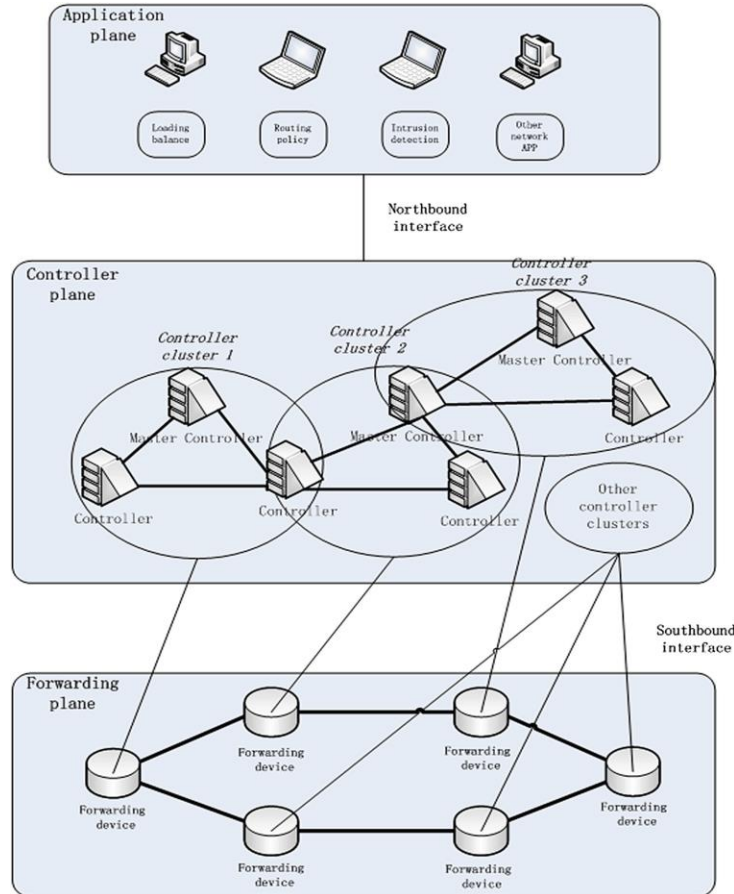 Application
plane
Loading
balance
Routing
policy
Intrusion
detection
Other
network
APP
Northbound
interface
Controller
plane
Controller
cluster 3
Controller
cluster 2
Controller
cluster 1
Master Controller
Controller
Master Controller
Master Controller
Controller
Controller
Controller
Other
controller
clusters
Southbound
interface
Forwarding
plane
Forwarding
device
Forwarding
device
Forwarding
device
Forwarding
device
Forwarding
device
Forwarding
device